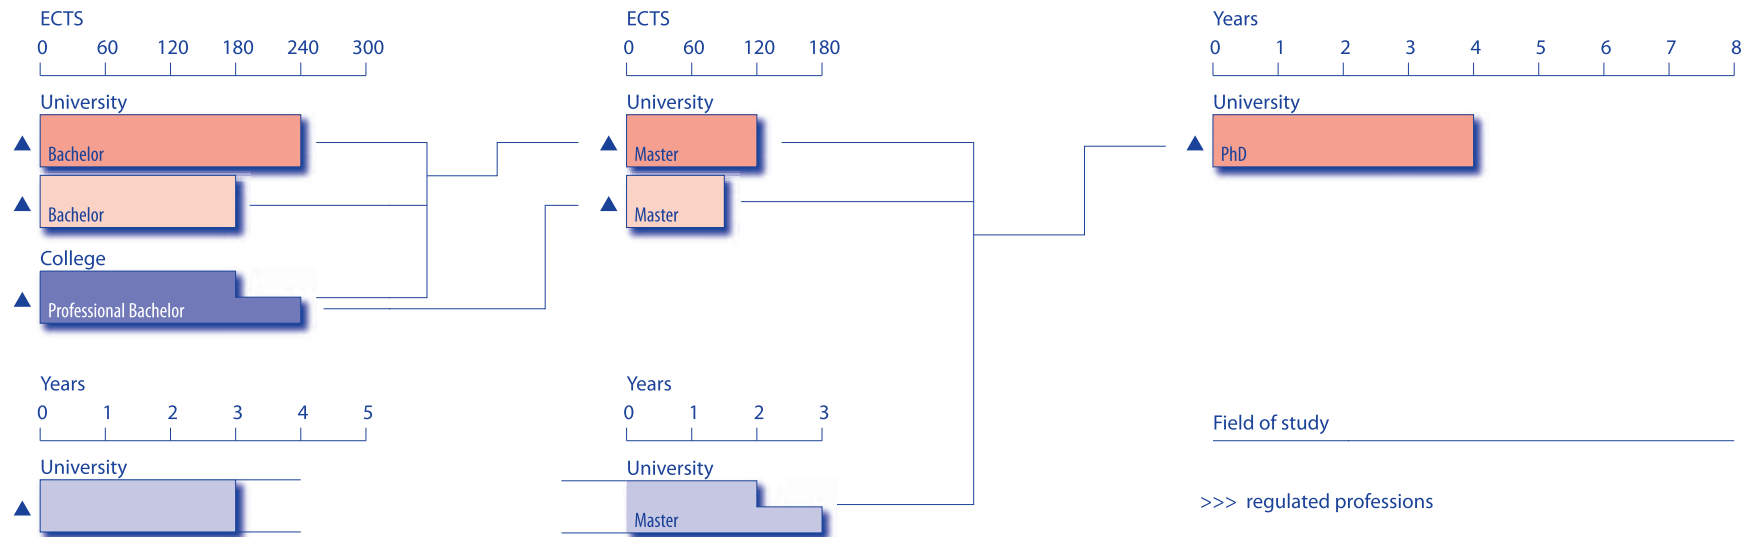 ECTS
0 60 120 180 240 300
University
Bachelor
Bachelor
College
Professional Bachelor
ECTS
0 60 120 180
University
Master
Master
Years
0 1 2 3 4 5 6 7 8
University
PhD
Years
0 1 2 3 4 5
University
Years
0 1 2 3
University
Master
Field of study
>>> regulated professions